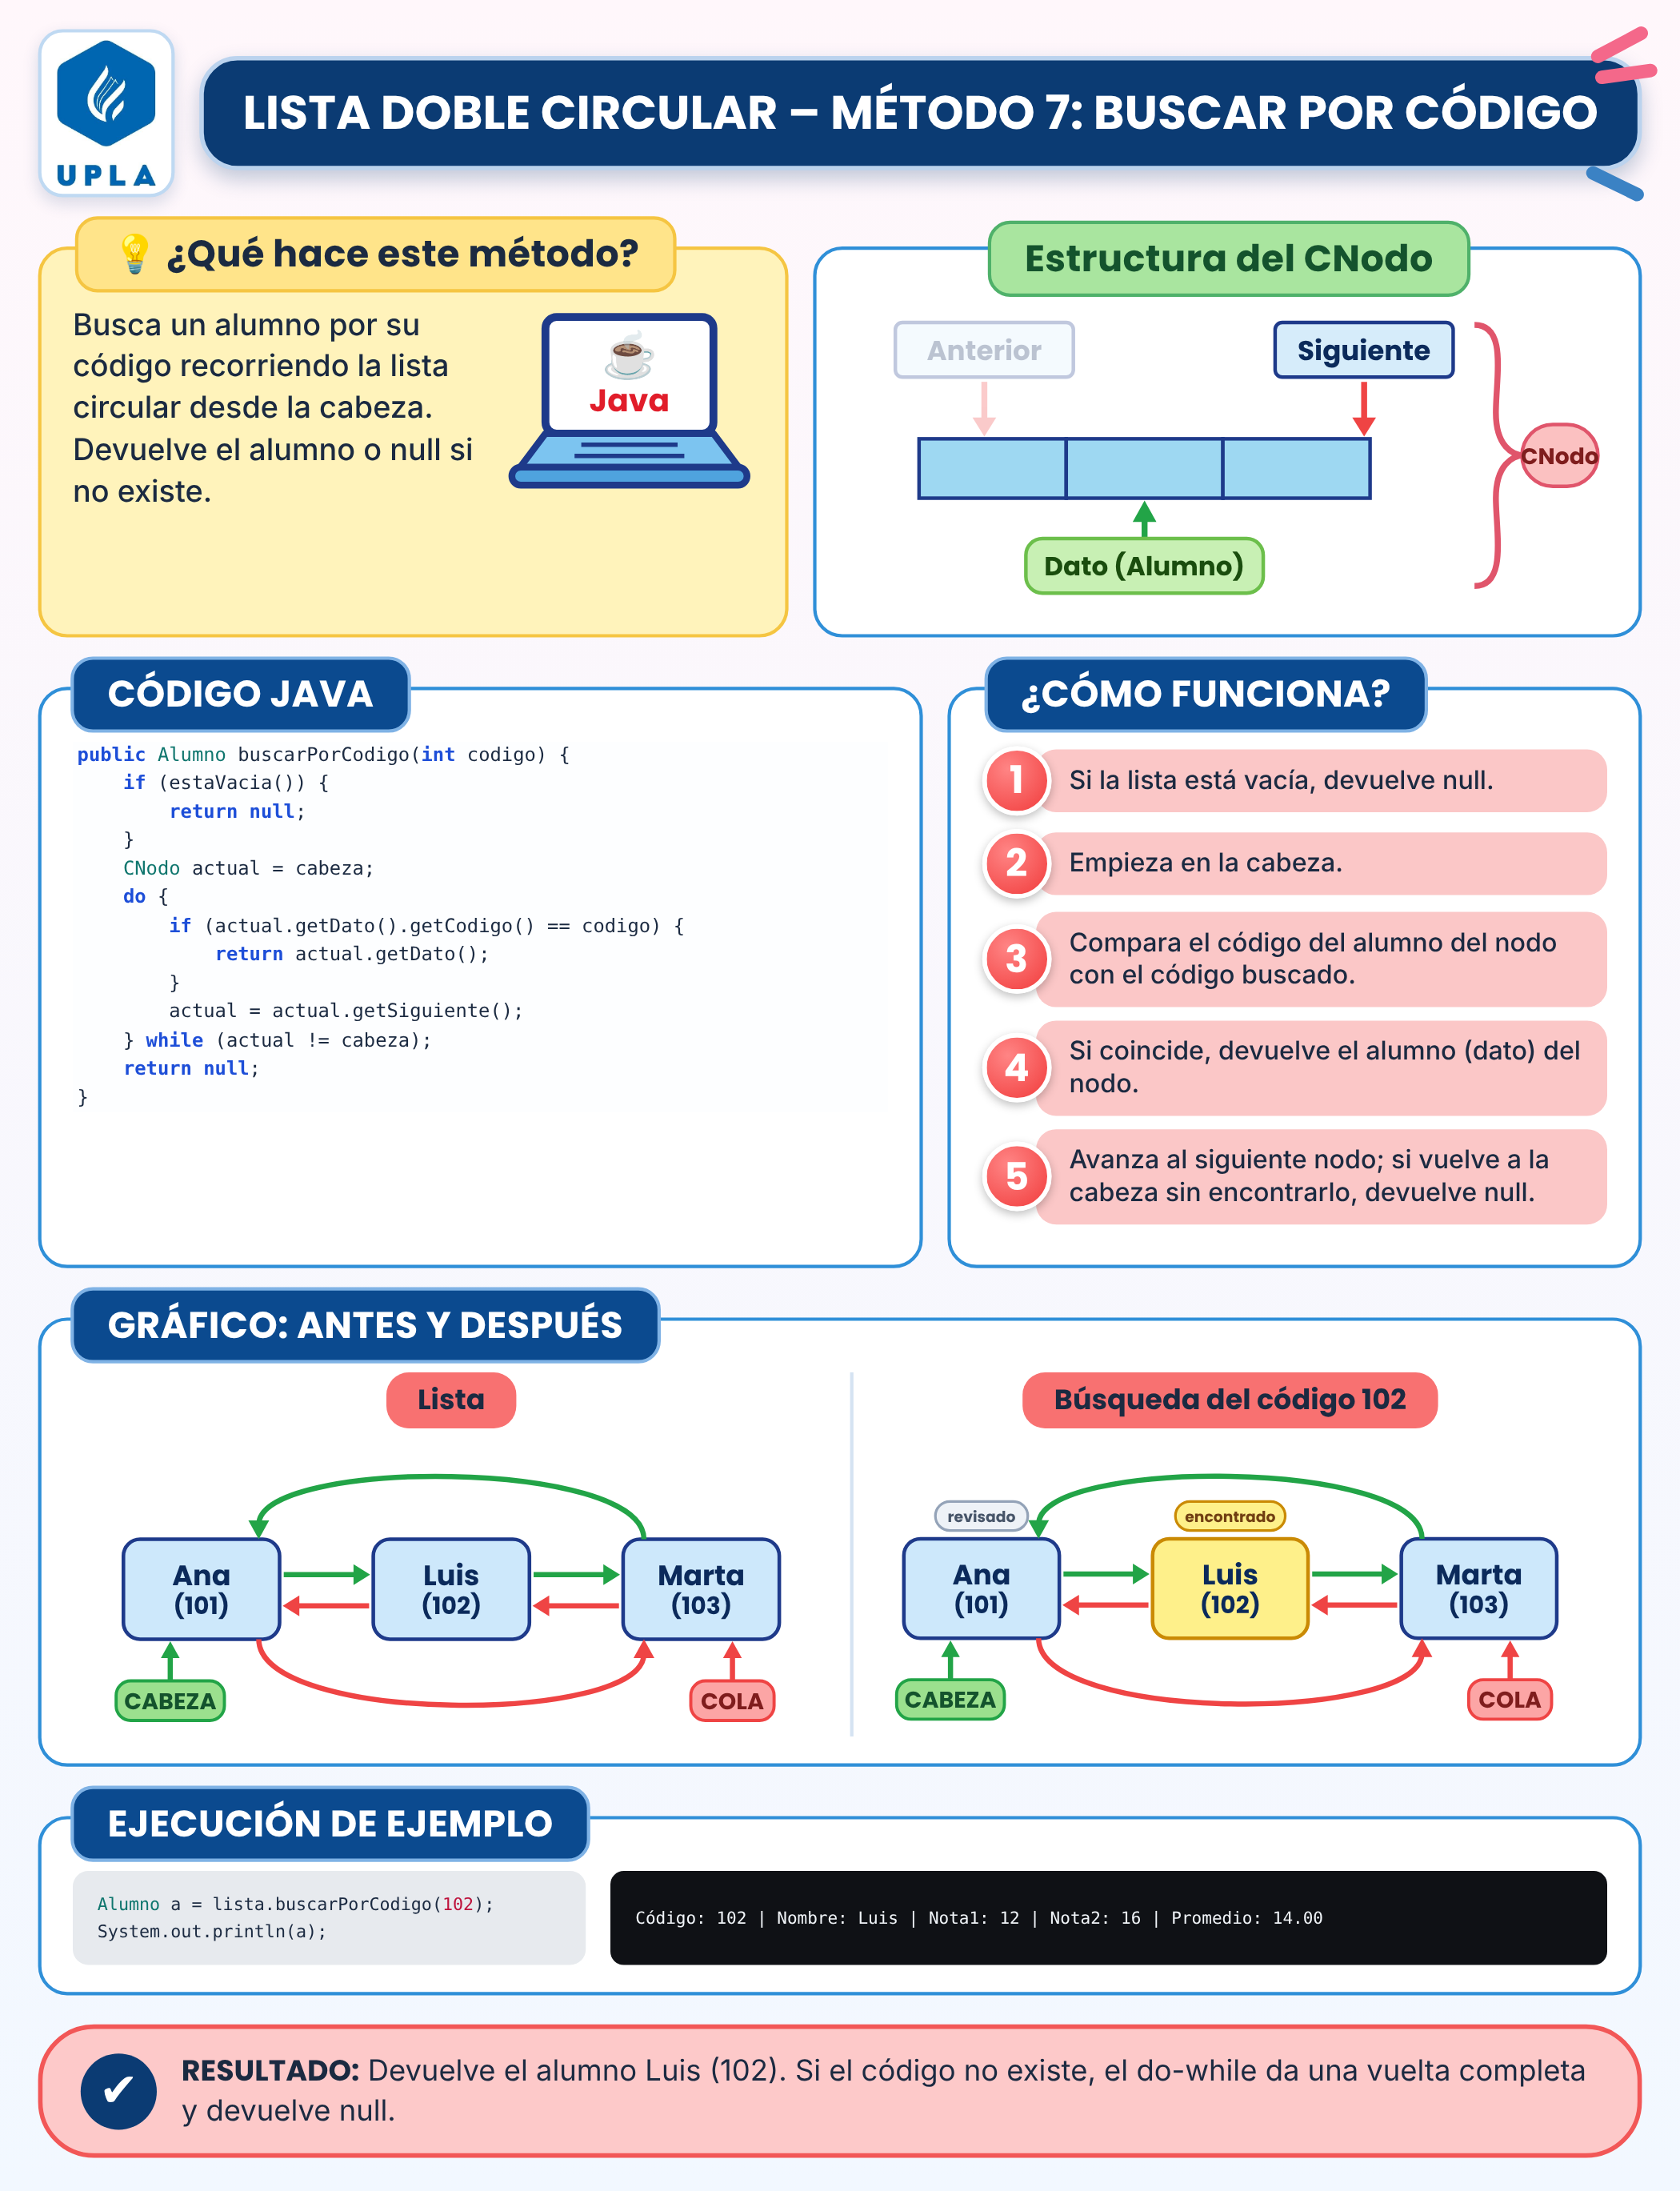 UPLA
LISTA DOBLE CIRCULAR – MÉTODO 7: BUSCAR POR CÓDIGO
💡 ¿Qué hace este método?
Busca un alumno por su
código recorriendo la lista
circular desde la cabeza.
Devuelve el alumno o null si
no existe.
Java
Estructura del CNodo
Anterior
Siguiente
CNodo
Dato (Alumno)
CÓDIGO JAVA
public Alumno buscarPorCodigo(int codigo) {
    if (estaVacia()) {
        return null;
    }
    CNodo actual = cabeza;
    do {
        if (actual.getDato().getCodigo() == codigo) {
            return actual.getDato();
        }
        actual = actual.getSiguiente();
    } while (actual != cabeza);
    return null;
}
¿CÓMO FUNCIONA?
1 Si la lista está vacía, devuelve null.
2 Empieza en la cabeza.
3 Compara el código del alumno del nodo
con el código buscado.
4 Si coincide, devuelve el alumno (dato) del
nodo.
5 Avanza al siguiente nodo; si vuelve a la
cabeza sin encontrarlo, devuelve null.
GRÁFICO: ANTES Y DESPUÉS
Lista
Ana
(101)
Luis
(102)
Marta
(103)
CABEZA
COLA
Búsqueda del código 102
revisado
encontrado
Ana
(101)
Luis
(102)
Marta
(103)
CABEZA
COLA
EJECUCIÓN DE EJEMPLO
Alumno a = lista.buscarPorCodigo(102);
System.out.println(a);
Código: 102 | Nombre: Luis | Nota1: 12 | Nota2: 16 | Promedio: 14.00
✔ RESULTADO: Devuelve el alumno Luis (102). Si el código no existe, el do-while da una vuelta completa
y devuelve null.